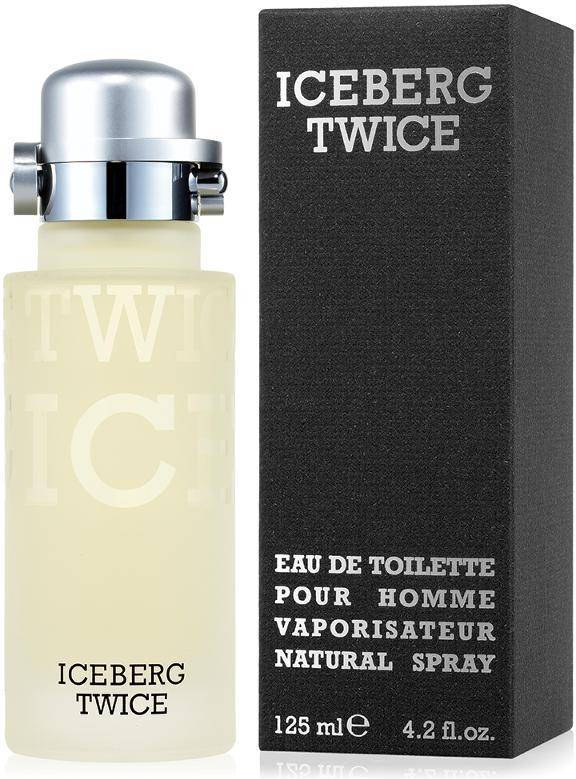 ICEBERG
TWICE
EAU DE TOILETTE
POUR HOMME
VAPORISATEUR
NATURAL SPRAY
125 ml ℮ 4.2 fl.oz.
TWIC
ICE
ICEBERG
TWICE